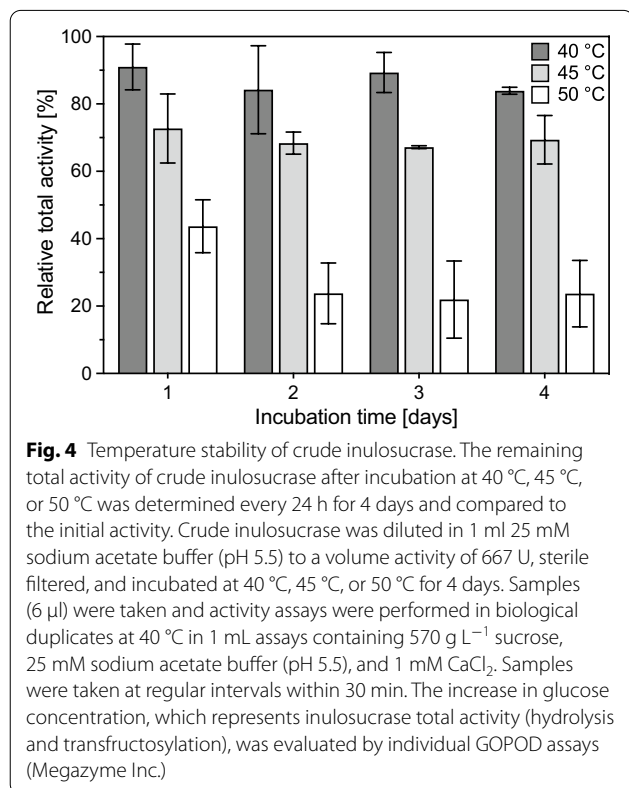 100
80
60
40
20
0
Relative total activity [%]
40 °C
45 °C
50 °C
1 2 3 4
Incubation time [days]
Fig. 4 Temperature stability of crude inulosucrase. The remaining
total activity of crude inulosucrase after incubation at 40 °C, 45 °C,
or 50 °C was determined every 24 h for 4 days and compared to
the initial activity. Crude inulosucrase was diluted in 1 ml 25 mM
sodium acetate buffer (pH 5.5) to a volume activity of 667 U, sterile
filtered, and incubated at 40 °C, 45 °C, or 50 °C for 4 days. Samples
(6 μl) were taken and activity assays were performed in biological
duplicates at 40 °C in 1 mL assays containing 570 g L⁻¹ sucrose,
25 mM sodium acetate buffer (pH 5.5), and 1 mM CaCl₂. Samples
were taken at regular intervals within 30 min. The increase in glucose
concentration, which represents inulosucrase total activity (hydrolysis
and transfructosylation), was evaluated by individual GOPOD assays
(Megazyme Inc.)